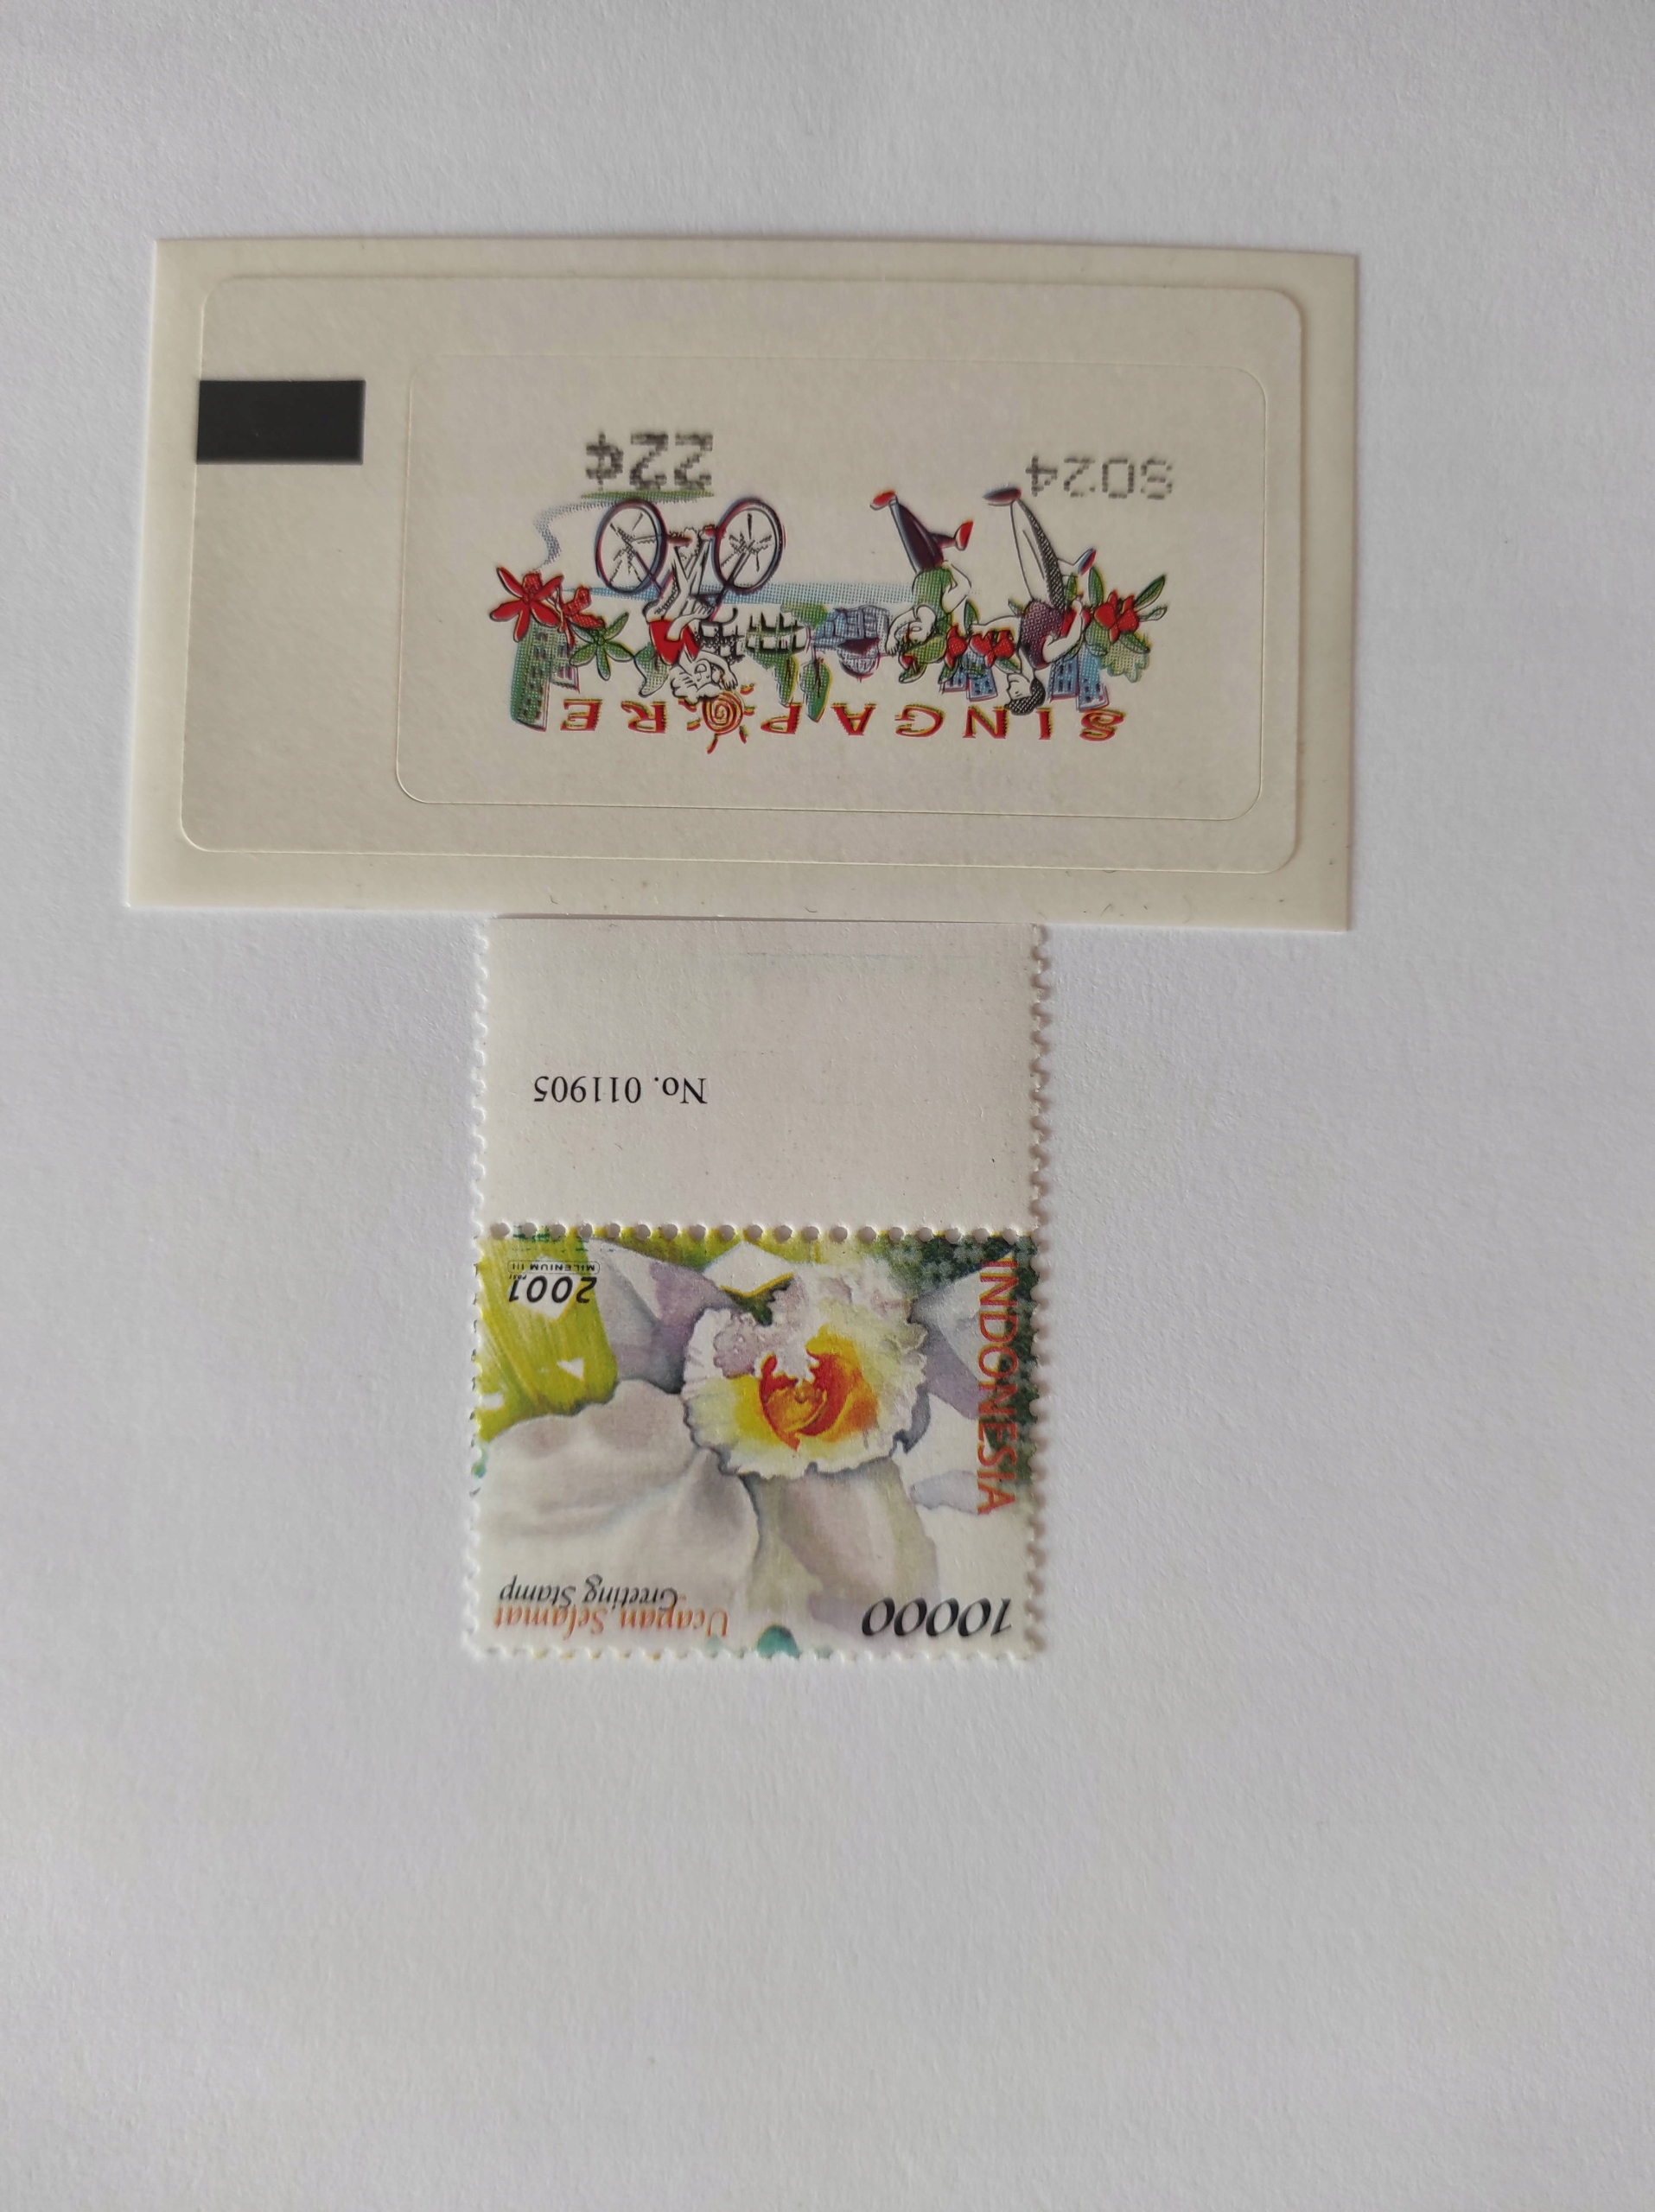 INDONESIA
10000
Ucapan Selamat
Greeting Stamp
2001
MILENIUM III
No. 011905
SINGAPORE
S024
22¢